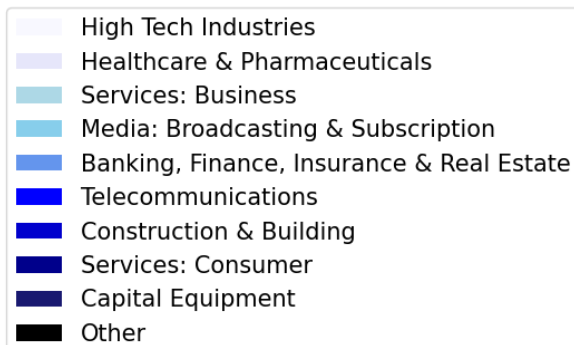 High Tech Industries
Healthcare & Pharmaceuticals
Services: Business
Media: Broadcasting & Subscription
Banking, Finance, Insurance & Real Estate
Telecommunications
Construction & Building
Services: Consumer
Capital Equipment
Other